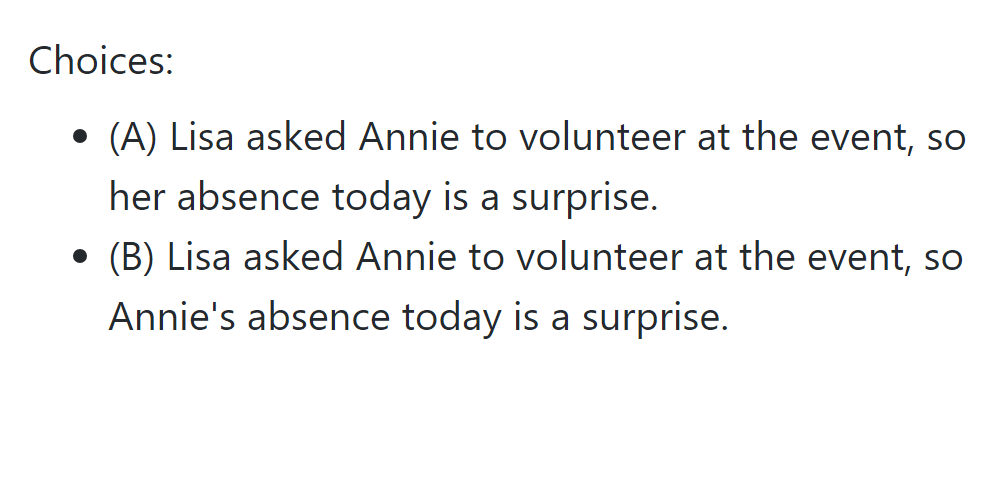 Choices:
• (A) Lisa asked Annie to volunteer at the event, so
her absence today is a surprise.
• (B) Lisa asked Annie to volunteer at the event, so
Annie's absence today is a surprise.